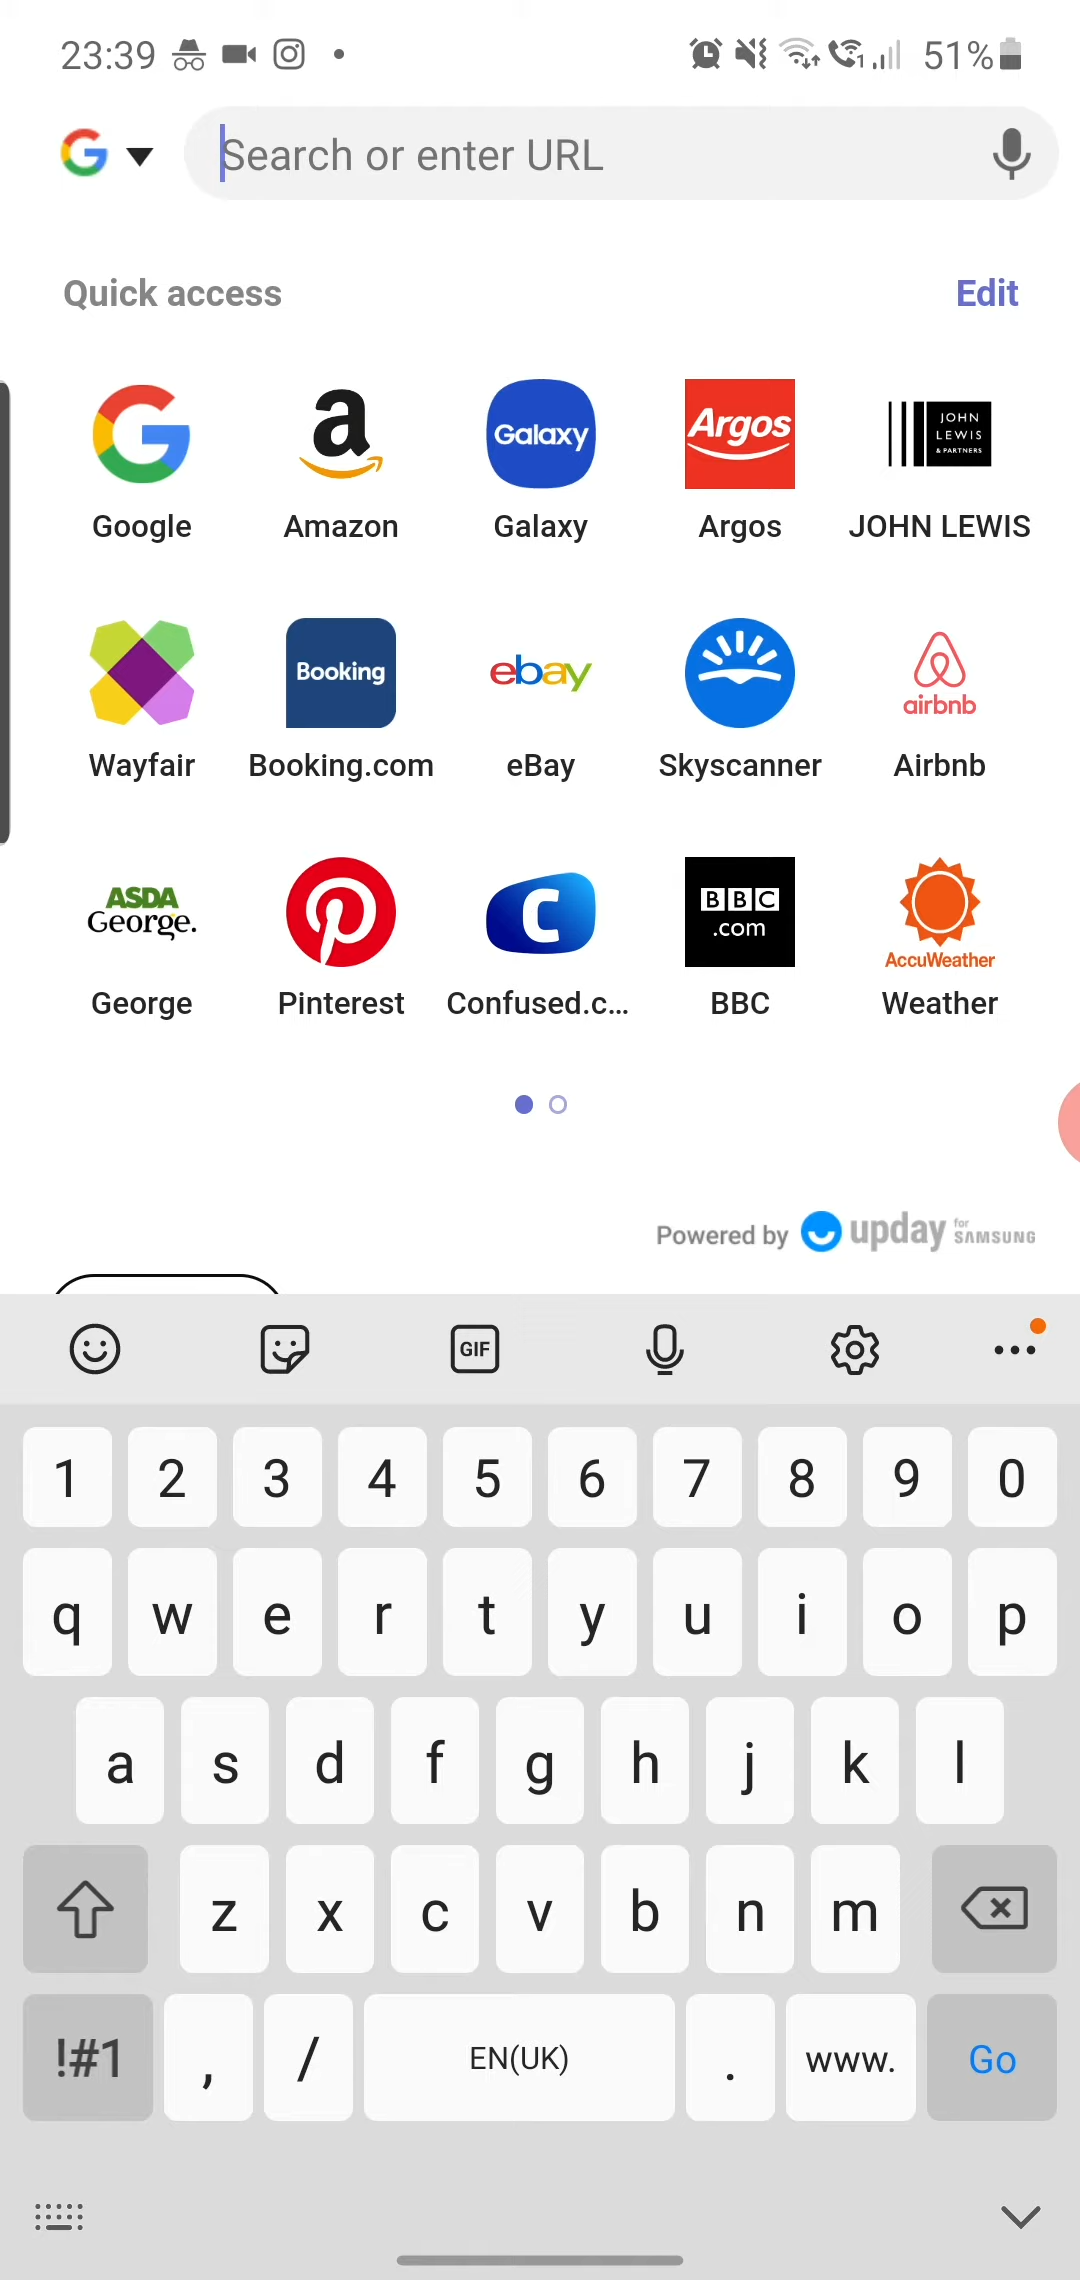 23:39 51%
Search or enter URL
Quick access Edit
a Galaxy Argos JOHN LEWIS & PARTNERS
Google Amazon Galaxy Argos JOHN LEWIS
Booking ebay airbnb
Wayfair Booking.com eBay Skyscanner Airbnb
ASDA George. C BBC .com AccuWeather
George Pinterest Confused.c... BBC Weather
Powered by upday for SAMSUNG
GIF
1 2 3 4 5 6 7 8 9 0
q w e r t y u i o p
a s d f g h j k l
z x c v b n m
!#1 , / EN(UK) . www. Go